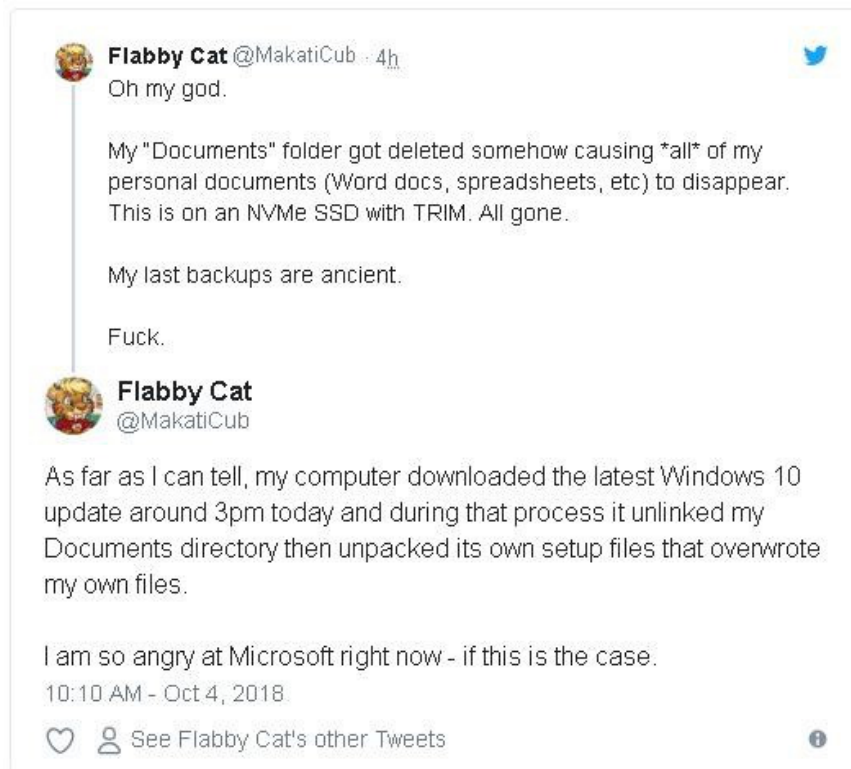 Flabby Cat @MakatiCub · 4h
Oh my god.
My "Documents" folder got deleted somehow causing *all* of my
personal documents (Word docs, spreadsheets, etc) to disappear.
This is on an NVMe SSD with TRIM. All gone.
My last backups are ancient.
Fuck.
Flabby Cat
@MakatiCub
As far as I can tell, my computer downloaded the latest Windows 10
update around 3pm today and during that process it unlinked my
Documents directory then unpacked its own setup files that overwrote
my own files.
I am so angry at Microsoft right now - if this is the case.
10:10 AM - Oct 4, 2018
See Flabby Cat's other Tweets